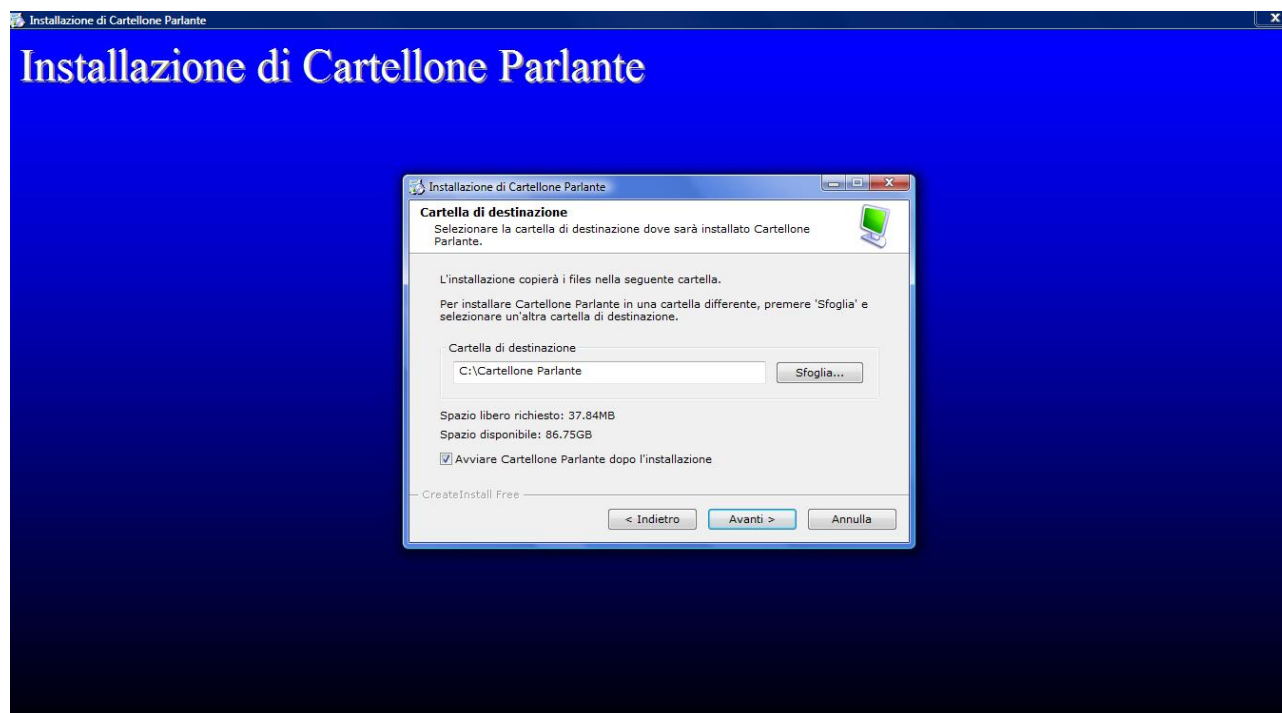 Installazione di Cartellone Parlante
X
Installazione di Cartellone Parlante
Installazione di Cartellone Parlante
X
Cartella di destinazione
Selezionare la cartella di destinazione dove sarà installato Cartellone
Parlante.
L'installazione copierà i files nella seguente cartella.
Per installare Cartellone Parlante in una cartella differente, premere 'Sfoglia' e
selezionare un'altra cartella di destinazione.
Cartella di destinazione
C:\Cartellone Parlante
Sfoglia...
Spazio libero richiesto: 37.84MB
Spazio disponibile: 86.75GB
Avviare Cartellone Parlante dopo l'installazione
CreateInstall Free
< Indietro
Avanti >
Annulla